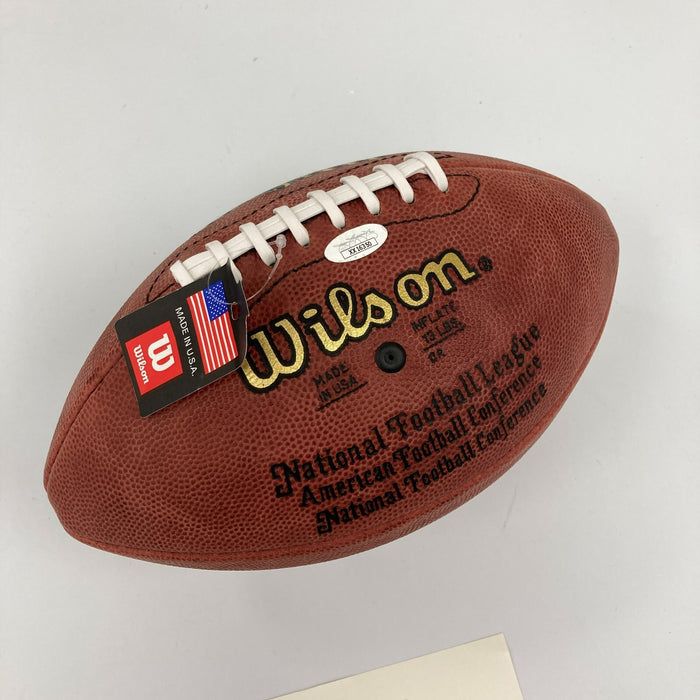 XX16350
Wilson®
MADE
IN USA
INFLATE
13 LBS.
MADE IN U.S.A.
W
Wilson
National Football League
American Football Conference
National Football Conference